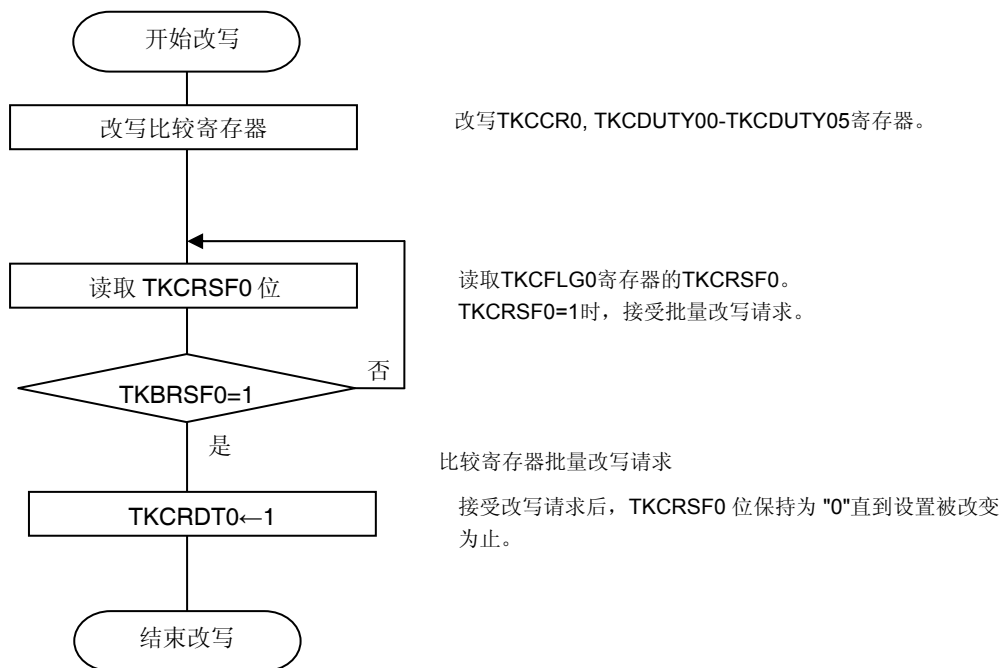 开始改写
改写比较寄存器
改写TKCCR0, TKCDUTY00-TKCDUTY05寄存器。
读取 TKCRSF0 位
读取TKCFLG0寄存器的TKCRSF0。
TKCRSF0=1时，接受批量改写请求。
否
TKBRSF0=1
是
比较寄存器批量改写请求
TKCRDT0←1
接受改写请求后，TKCRSF0 位保持为 "0"直到设置被改变
为止。
结束改写